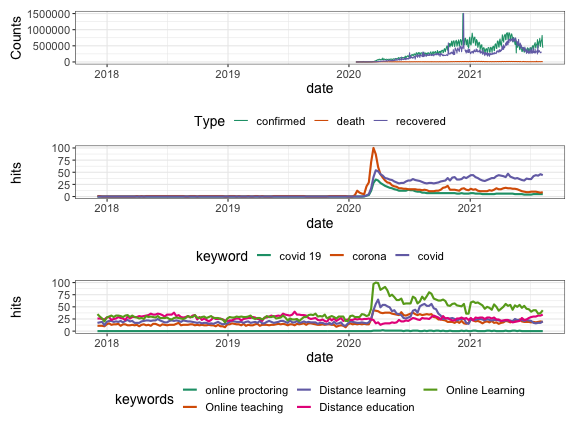 Counts
1500000
1000000
500000
0
2018 2019 2020 2021
date
Type confirmed death recovered
hits
100
75
50
25
0
2018 2019 2020 2021
date
keyword covid 19 corona covid
hits
100
75
50
25
0
2018 2019 2020 2021
date
keywords
online proctoring Distance learning Online Learning
Online teaching Distance education